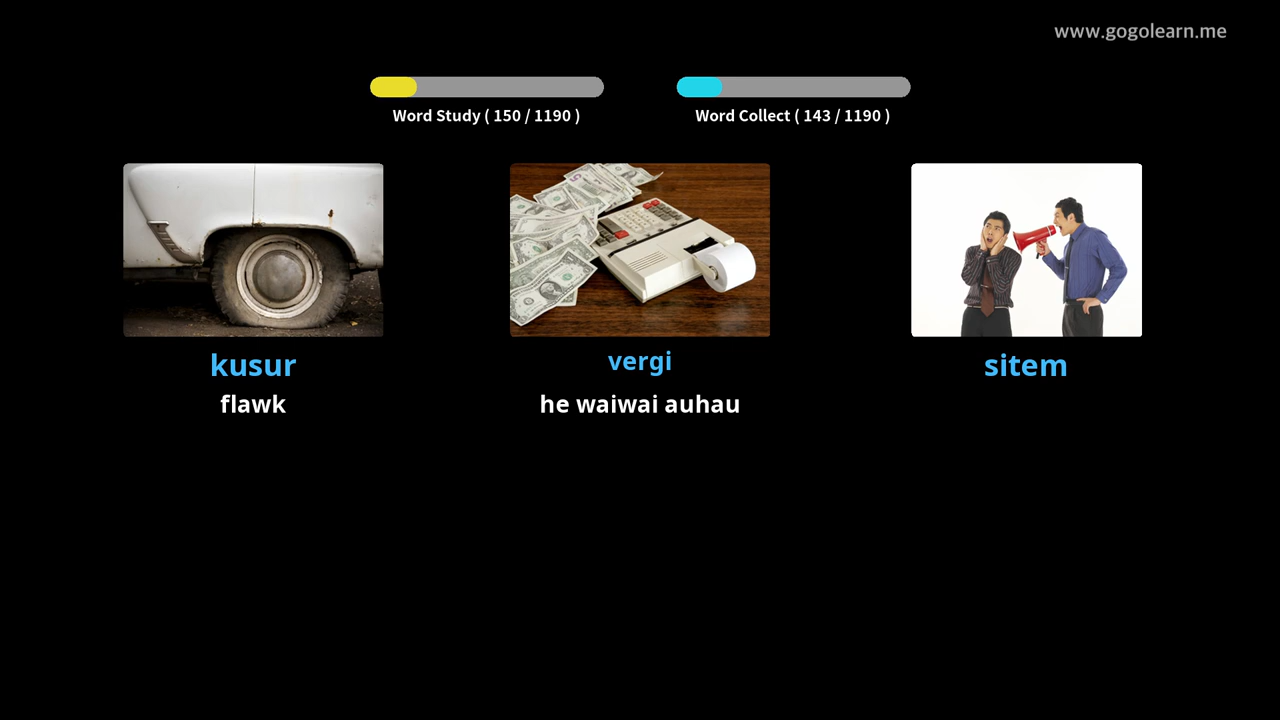 www.gogolearn.me
Word Study ( 150 / 1190 )
Word Collect ( 143 / 1190 )
kusur
flawk
vergi
he waiwai auhau
sitem